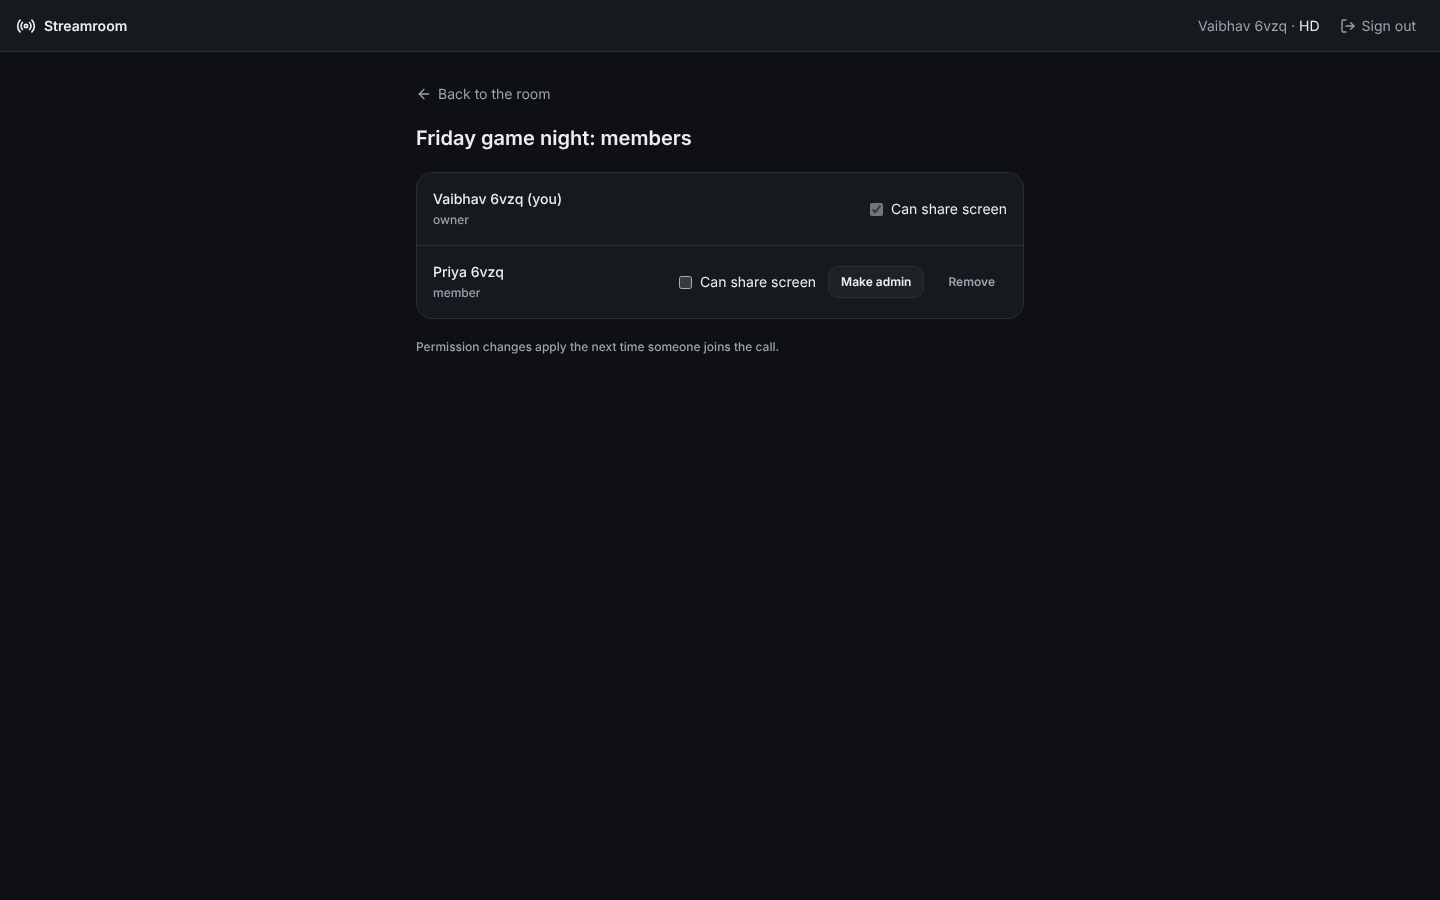 Streamroom
Vaibhav 6vzq · HD
Sign out
Back to the room
Friday game night: members
Vaibhav 6vzq (you)
owner
Can share screen
Priya 6vzq
member
Can share screen
Make admin
Remove
Permission changes apply the next time someone joins the call.